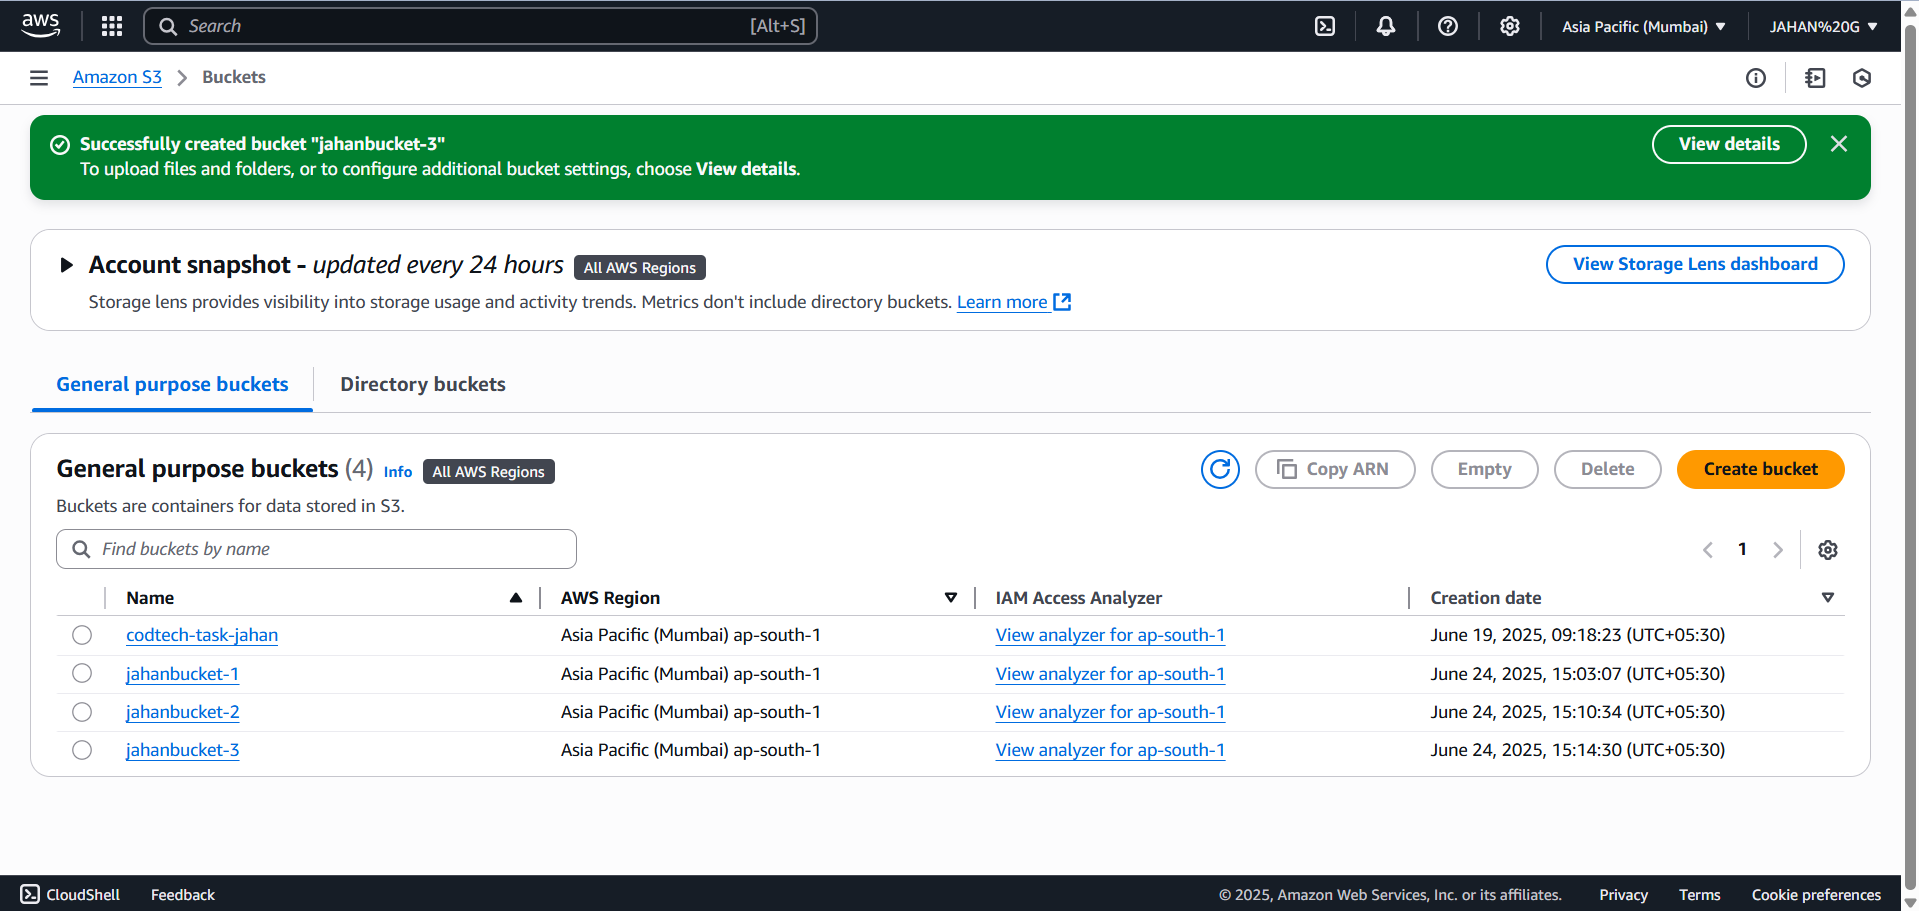 aws Search [Alt+S] Asia Pacific (Mumbai) JAHAN%20G
Amazon S3 Buckets
Successfully created bucket "jahanbucket-3"
To upload files and folders, or to configure additional bucket settings, choose View details.
View details
Account snapshot - updated every 24 hours All AWS Regions
View Storage Lens dashboard
Storage lens provides visibility into storage usage and activity trends. Metrics don't include directory buckets. Learn more
General purpose buckets Directory buckets
General purpose buckets (4) Info All AWS Regions
Copy ARN Empty Delete Create bucket
Buckets are containers for data stored in S3.
Find buckets by name
1
Name AWS Region IAM Access Analyzer Creation date
codtech-task-jahan Asia Pacific (Mumbai) ap-south-1 View analyzer for ap-south-1 June 19, 2025, 09:18:23 (UTC+05:30)
jahanbucket-1 Asia Pacific (Mumbai) ap-south-1 View analyzer for ap-south-1 June 24, 2025, 15:03:07 (UTC+05:30)
jahanbucket-2 Asia Pacific (Mumbai) ap-south-1 View analyzer for ap-south-1 June 24, 2025, 15:10:34 (UTC+05:30)
jahanbucket-3 Asia Pacific (Mumbai) ap-south-1 View analyzer for ap-south-1 June 24, 2025, 15:14:30 (UTC+05:30)
CloudShell Feedback © 2025, Amazon Web Services, Inc. or its affiliates. Privacy Terms Cookie preferences